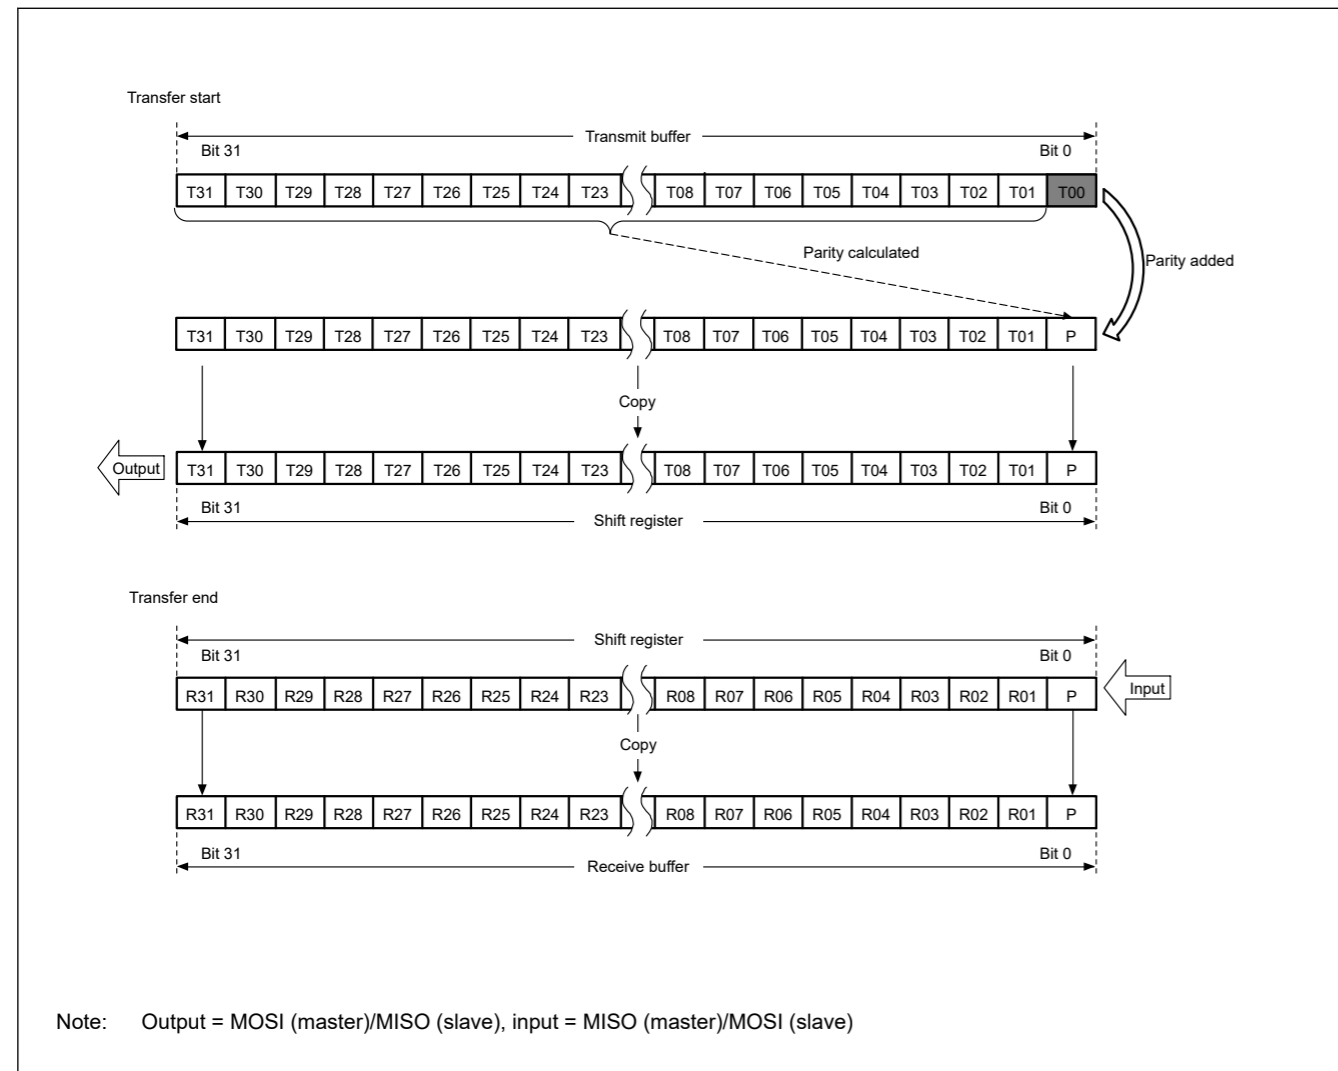 Transfer start
Transmit buffer
Bit 31 Bit 0
T31 T30 T29 T28 T27 T26 T25 T24 T23 T08 T07 T06 T05 T04 T03 T02 T01 T00
Parity calculated
Parity added
T31 T30 T29 T28 T27 T26 T25 T24 T23 T08 T07 T06 T05 T04 T03 T02 T01 P
Copy
Output T31 T30 T29 T28 T27 T26 T25 T24 T23 T08 T07 T06 T05 T04 T03 T02 T01 P
Bit 31 Bit 0
Shift register
Transfer end
Shift register
Bit 31 Bit 0
R31 R30 R29 R28 R27 R26 R25 R24 R23 R08 R07 R06 R05 R04 R03 R02 R01 P Input
Copy
R31 R30 R29 R28 R27 R26 R25 R24 R23 R08 R07 R06 R05 R04 R03 R02 R01 P
Bit 31 Bit 0
Receive buffer
Note: Output = MOSI (master)/MISO (slave), input = MISO (master)/MOSI (slave)